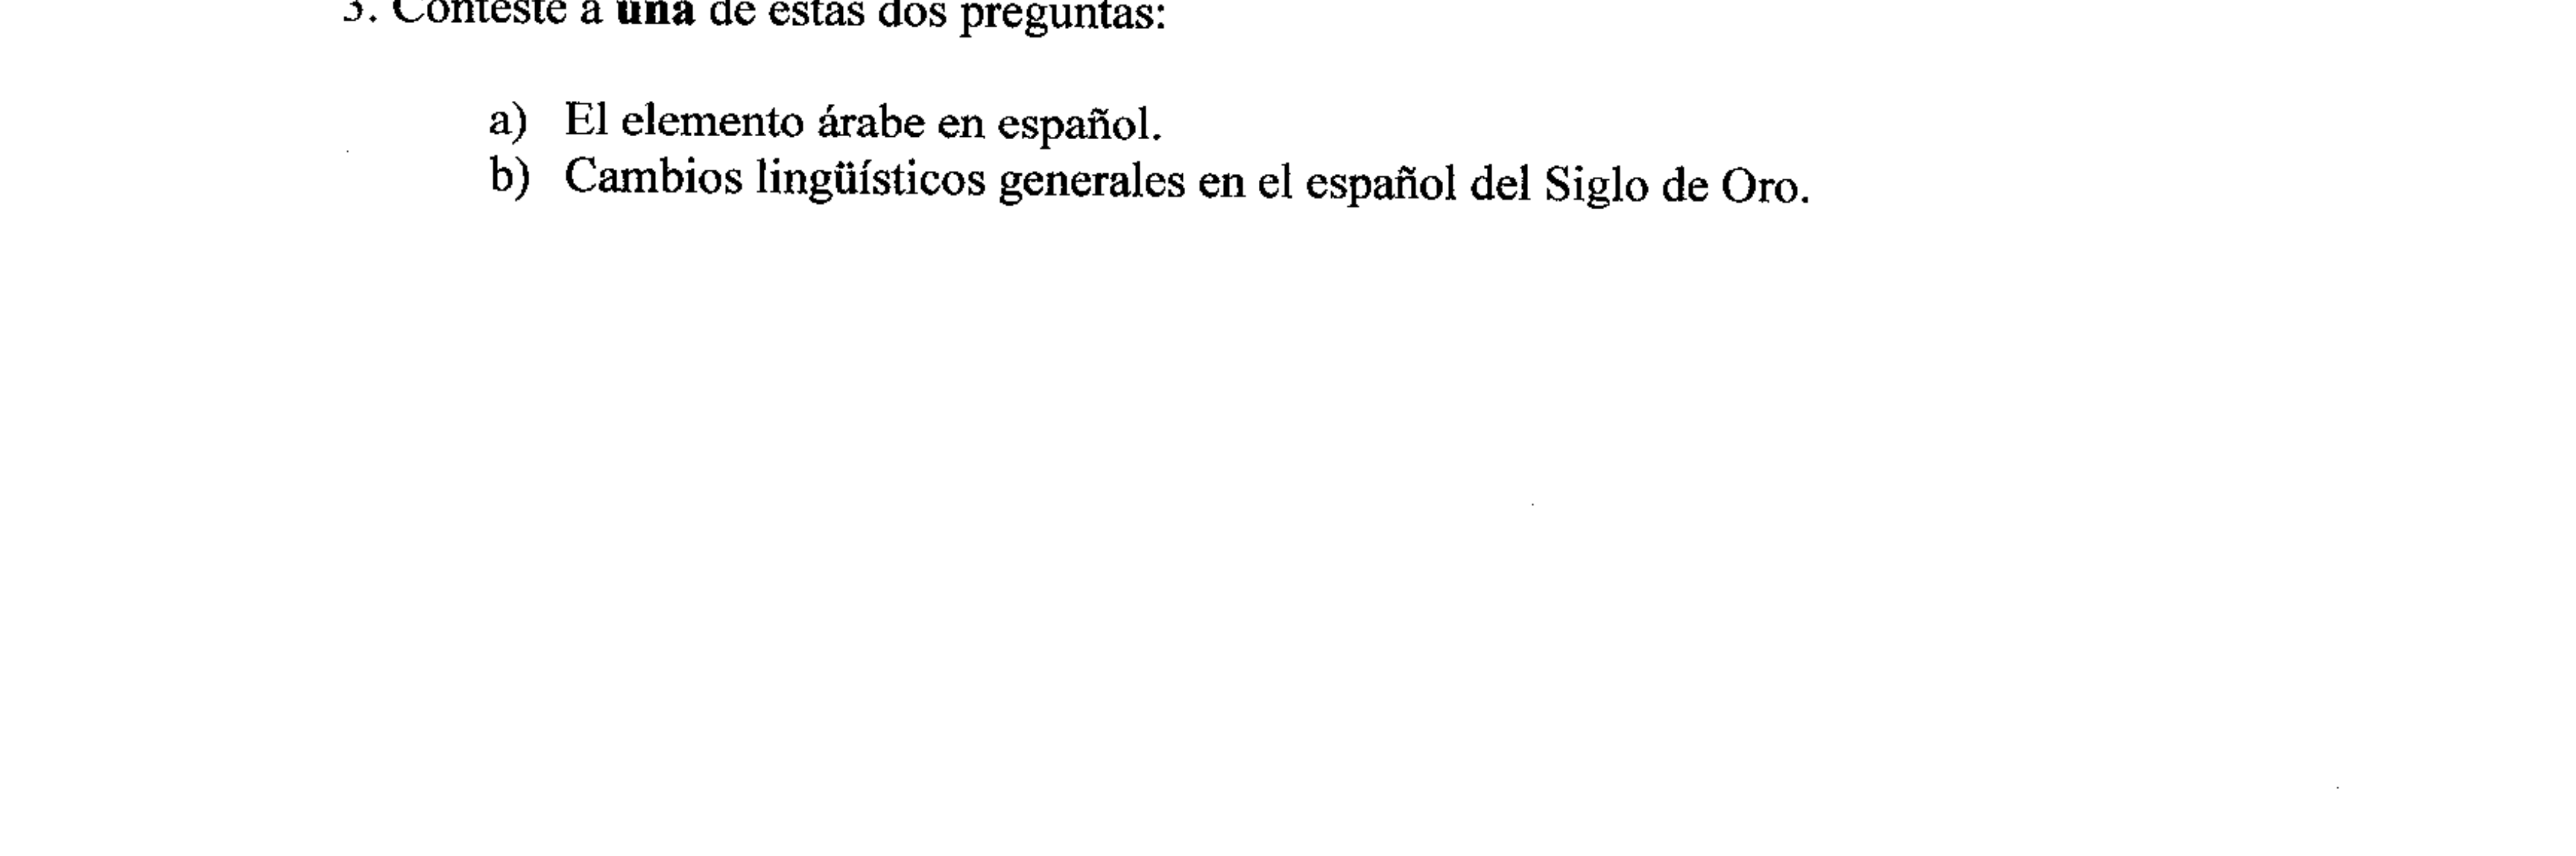 3. Conteste a una de estas dos preguntas:
a) El elemento árabe en español.
b) Cambios lingüísticos generales en el español del Siglo de Oro.